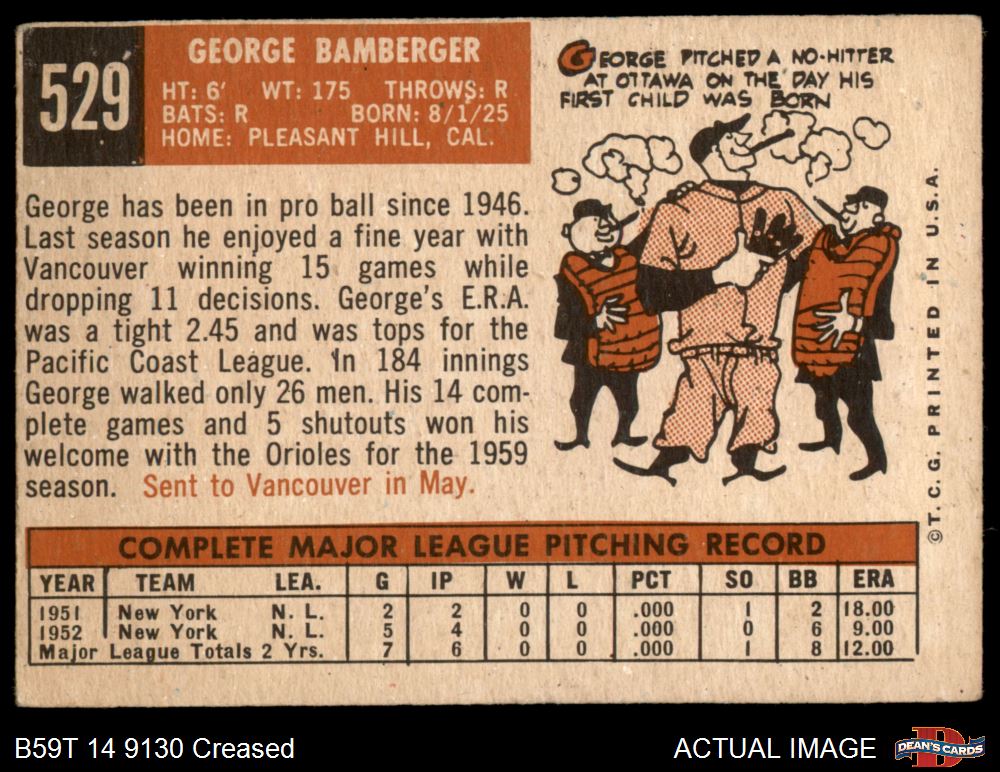 529
GEORGE BAMBERGER
HT: 6' WT: 175 THROWS: R
BATS: R BORN: 8/1/25
HOME: PLEASANT HILL, CAL.
GEORGE PITCHED A NO-HITTER
AT OTTAWA ON THE DAY HIS
FIRST CHILD WAS BORN
George has been in pro ball since 1946.
Last season he enjoyed a fine year with
Vancouver winning 15 games while
dropping 11 decisions. George's E.R.A.
was a tight 2.45 and was tops for the
Pacific Coast League. In 184 innings
George walked only 26 men. His 14 com-
plete games and 5 shutouts won his
welcome with the Orioles for the 1959
season. Sent to Vancouver in May.
© T. C. G. PRINTED IN U.S.A.
COMPLETE MAJOR LEAGUE PITCHING RECORD
YEAR TEAM LEA. G IP W L PCT SO BB ERA
1951 New York N. L. 2 2 0 0 .000 1 2 18.00
1952 New York N. L. 5 4 0 0 .000 0 6 9.00
Major League Totals 2 Yrs. 7 6 0 0 .000 1 8 12.00
B59T 14 9130 Creased
ACTUAL IMAGE
DEAN'S CARDS